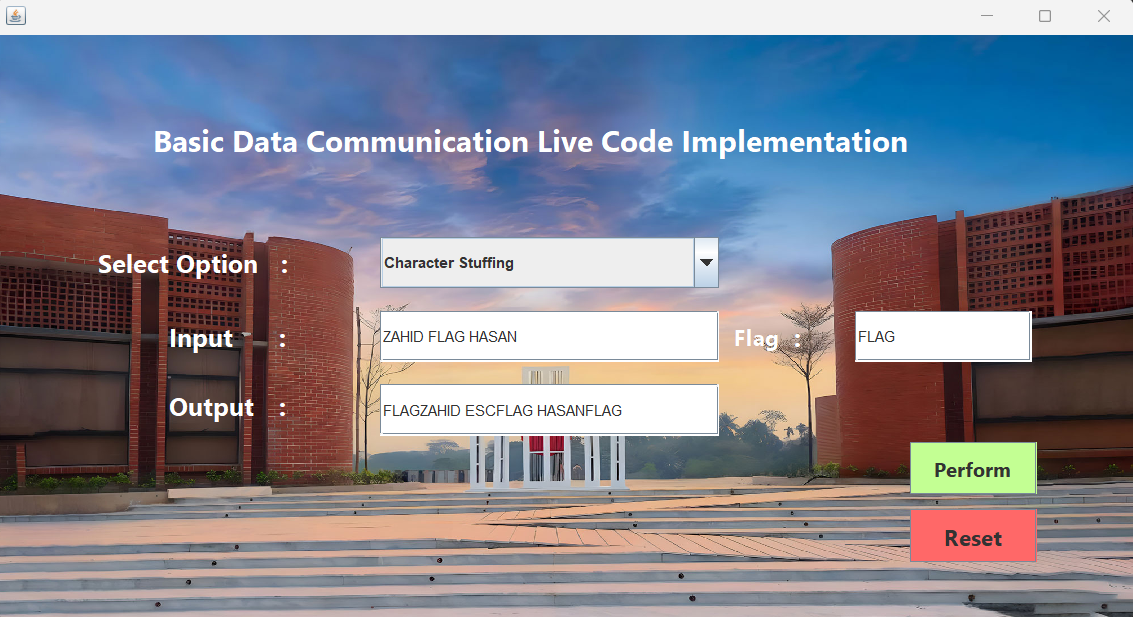 Basic Data Communication Live Code Implementation
Select Option : Character Stuffing
Input : ZAHID FLAG HASAN Flag : FLAG
Output : FLAGZAHID ESCFLAG HASANFLAG
Perform
Reset